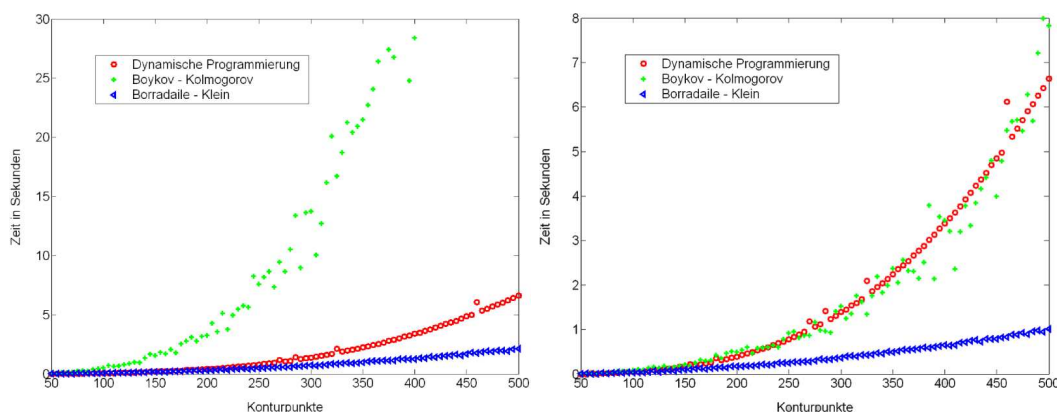 30
25
20
15
10
5
0
Zeit in Sekunden
Dynamische Programmierung
Boykov - Kolmogorov
Borradaile - Klein
50 100 150 200 250 300 350 400 450 500
Konturpunkte
8
7
6
5
4
3
2
1
0
Zeit in Sekunden
Dynamische Programmierung
Boykov - Kolmogorov
Borradaile - Klein
50 100 150 200 250 300 350 400 450 500
Konturpunkte